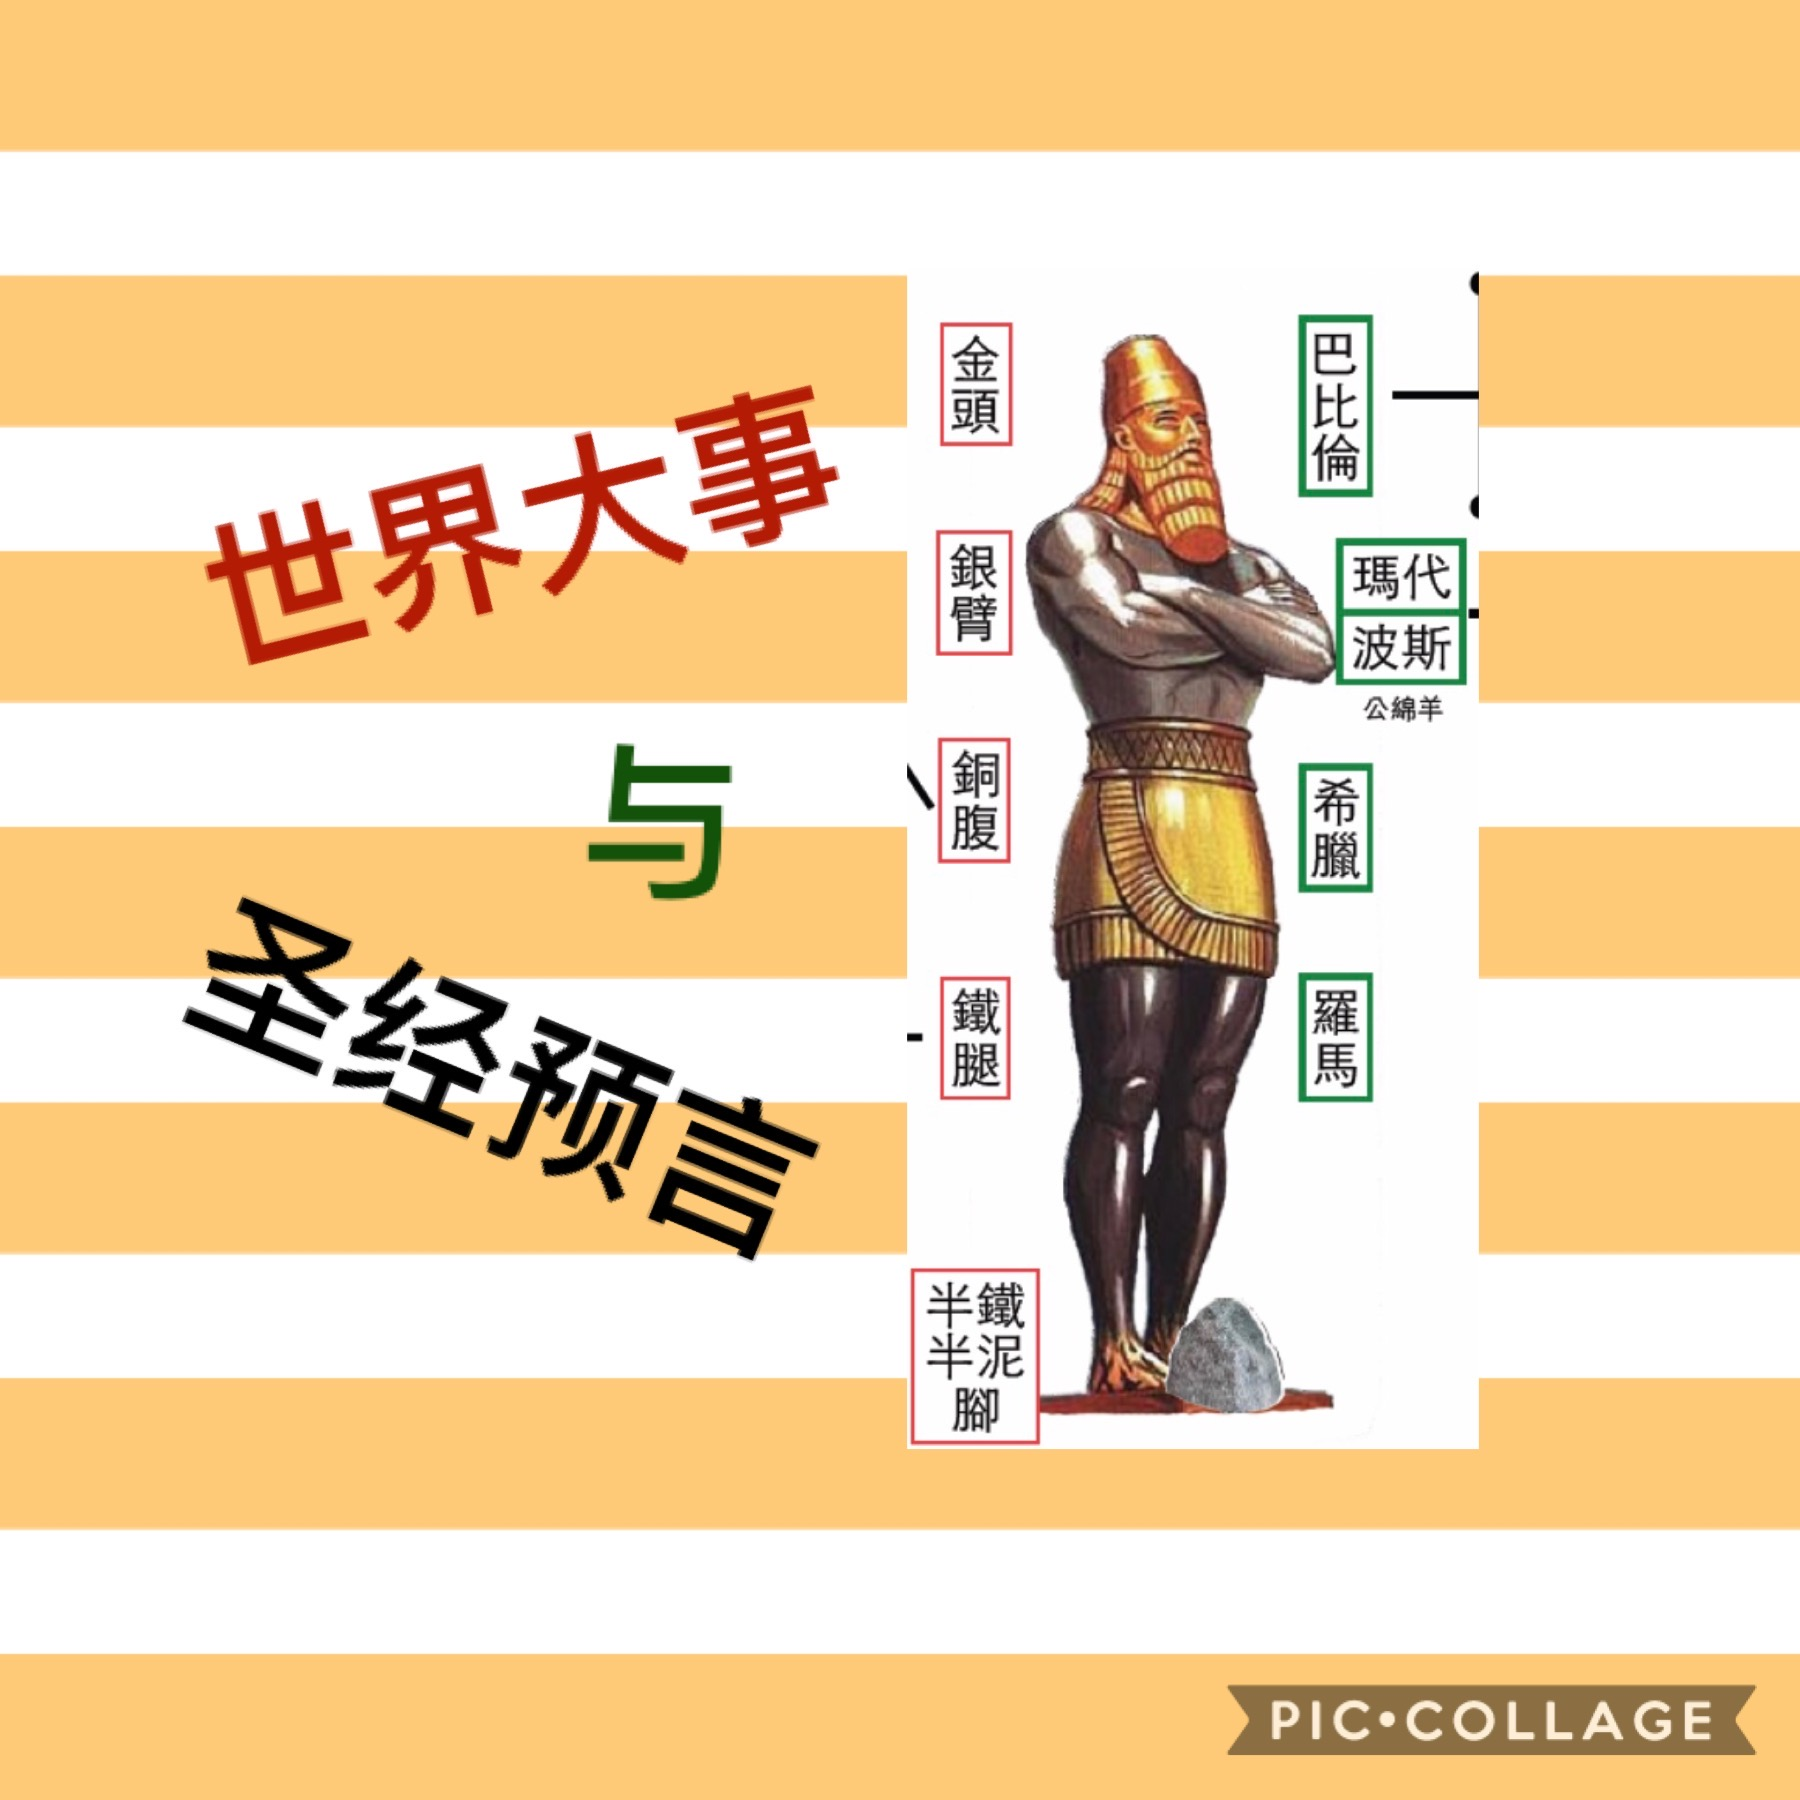 世界大事
与
圣经预言
金頭
巴比倫
銀臂
瑪代
波斯
公綿羊
銅腹
希臘
鐵腿
羅馬
半鐵
半泥
腳
PIC•COLLAGE